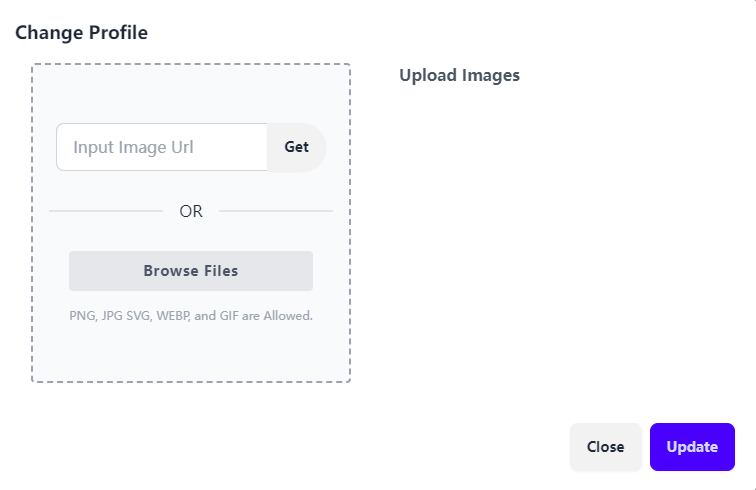 Change Profile
Upload Images
Input Image Url
Get
OR
Browse Files
PNG, JPG SVG, WEBP, and GIF are Allowed.
Close
Update